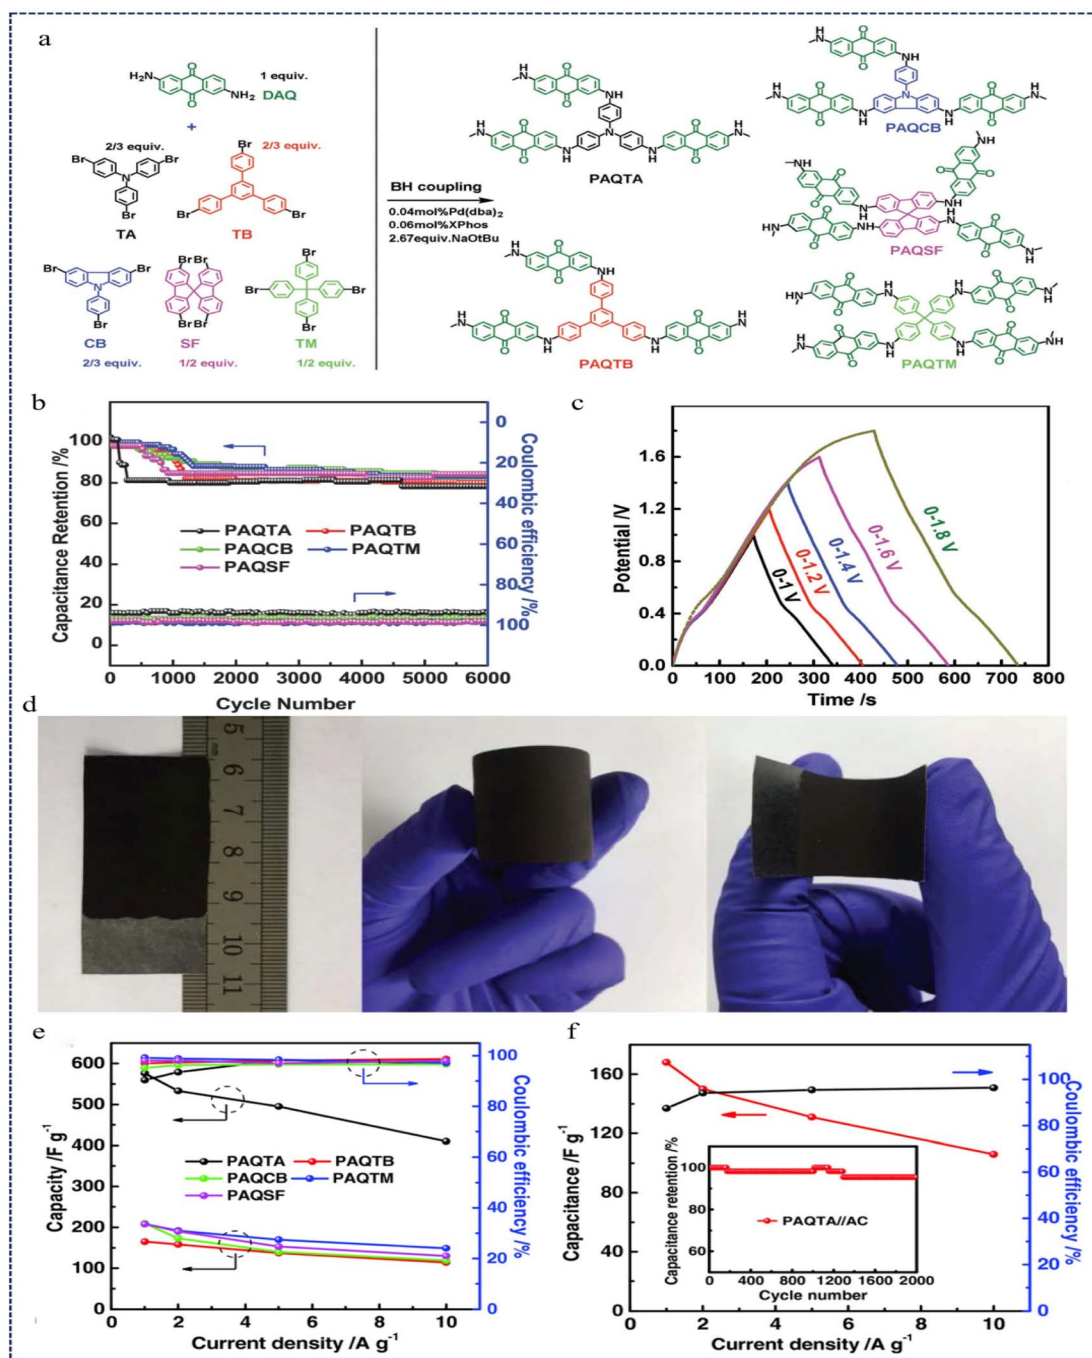 a
H₂N
NH₂
1 equiv.
DAQ
+
2/3 equiv.
Br
Br
N
Br
TA
Br
2/3 equiv.
Br
Br
TB
Br
Br
N
Br
CB
2/3 equiv.
Br
Br
Br
Br
SF
1/2 equiv.
Br
Br
Br
Br
TM
1/2 equiv.
BH coupling
0.04mol%Pd(dba)₂
0.06mol%XPhos
2.67equiv.NaOtBu
PAQTA
PAQCB
PAQSF
PAQTB
PAQTM
b
Capacitance Retention/%
100
80
60
40
20
0
PAQTA
PAQTB
PAQCB
PAQTM
PAQSF
0
20
40
60
80
100
Coulombic efficiency/%
0 1000 2000 3000 4000 5000 6000
Cycle Number
c
Potential /V
1.6
1.2
0.8
0.4
0.0
0-1 V
0-1.2 V
0-1.4 V
0-1.6 V
0-1.8 V
0 100 200 300 400 500 600 700 800
Time /s
d
5
6
7
8
9
10
11
e
Capacity /F g⁻¹
600
500
400
300
200
100
0
PAQTA
PAQTB
PAQCB
PAQTM
PAQSF
100
80
60
40
20
0
Coulombic efficiency /%
0 2 4 6 8 10
Current density /A g⁻¹
f
Capacitance /F g⁻¹
160
140
120
100
80
60
0
100
80
60
40
20
0
Coulombic efficiency /%
Capacitance retention /%
100
80
60
PAQTA//AC
0 400 800 1200 1600 2000
Cycle number
0 2 4 6 8 10
Current density /A g⁻¹